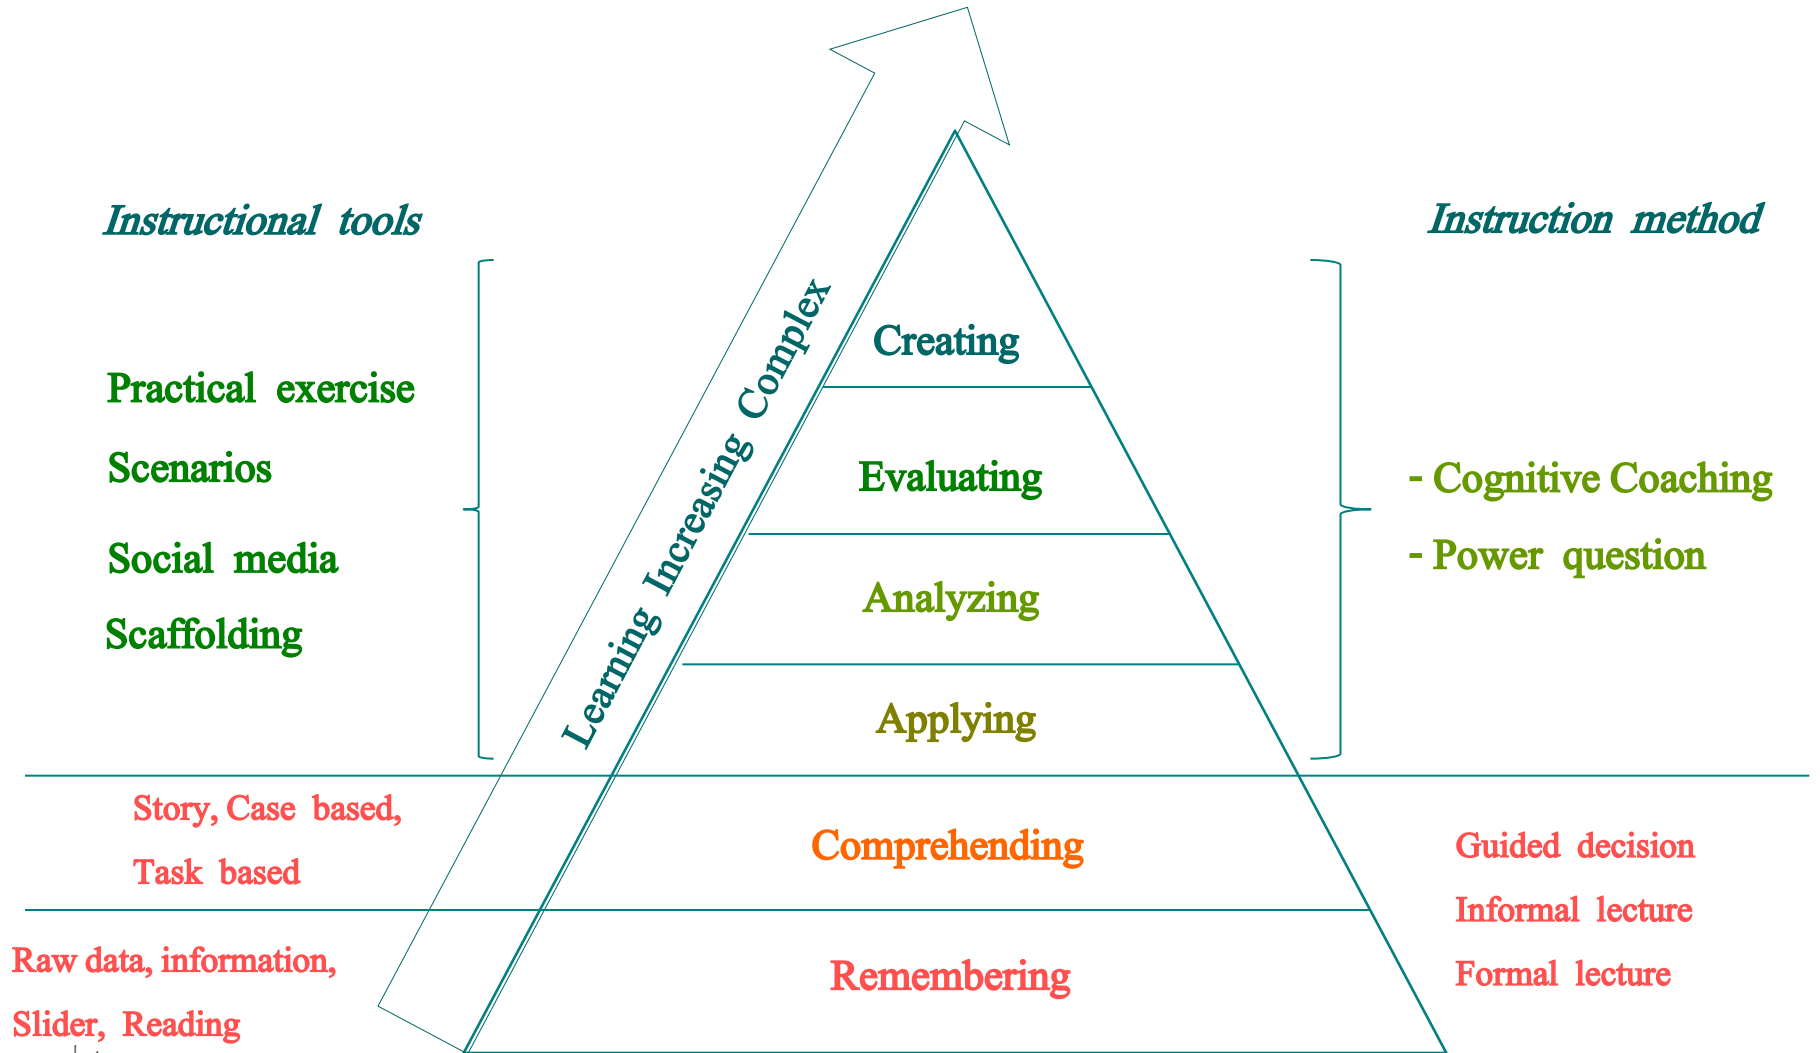 Instructional tools
Instruction method
Learning Increasing Complex
Creating
Practical exercise
Scenarios
Evaluating
- Cognitive Coaching
Social media
- Power question
Analyzing
Scaffolding
Applying
Story, Case based,
Task based
Comprehending
Guided decision
Informal lecture
Raw data, information,
Slider, Reading
Remembering
Formal lecture